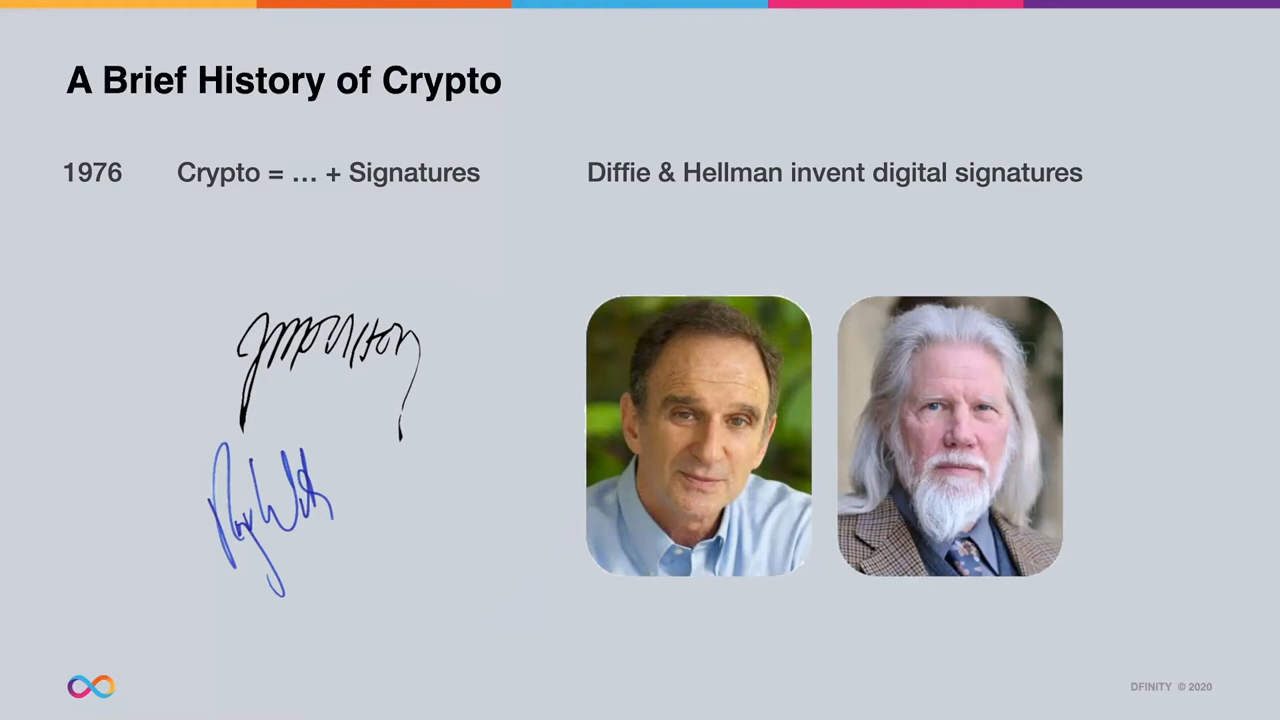 A Brief History of Crypto
1976 Crypto = … + Signatures Diffie & Hellman invent digital signatures
DFINITY © 2020